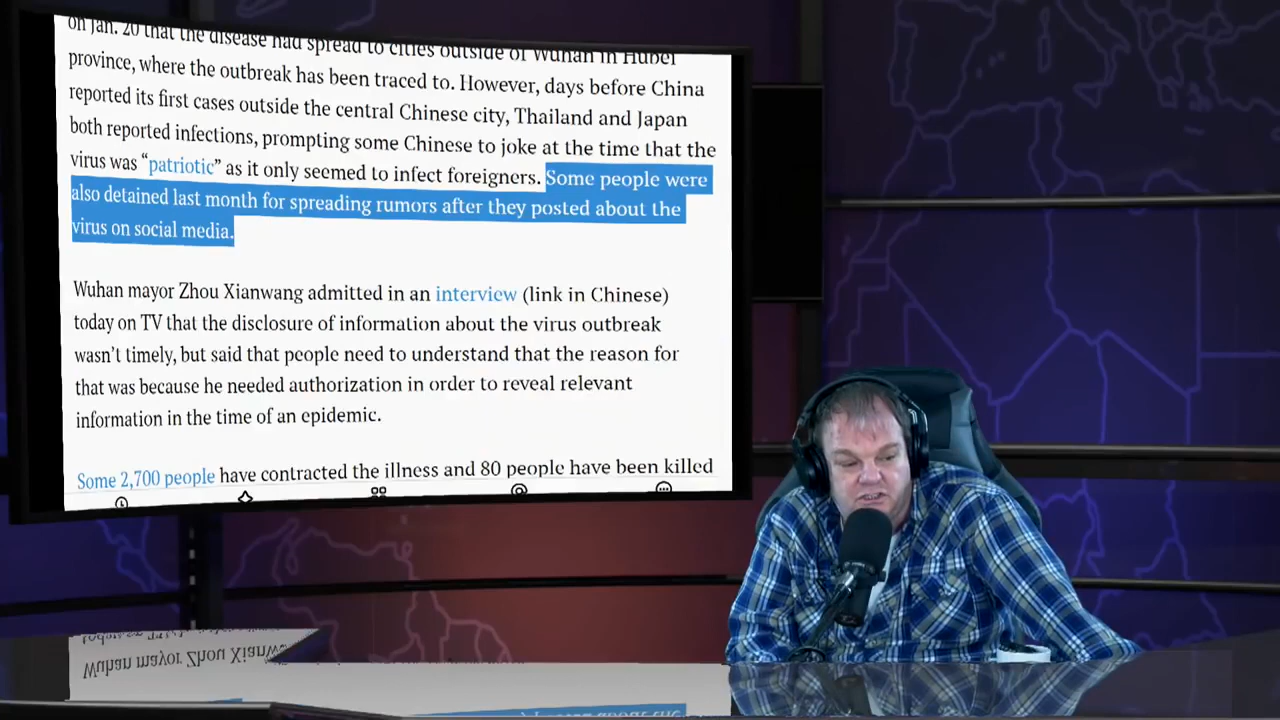 on Jan. 20 that the disease had spread to cities outside of Wuhan in Hubei
province, where the outbreak has been traced to. However, days before China
reported its first cases outside the central Chinese city, Thailand and Japan
both reported infections, prompting some Chinese to joke at the time that the
virus was “patriotic” as it only seemed to infect foreigners. Some people were
also detained last month for spreading rumors after they posted about the
virus on social media.
Wuhan mayor Zhou Xianwang admitted in an interview (link in Chinese)
today on TV that the disclosure of information about the virus outbreak
wasn’t timely, but said that people need to understand that the reason for
that was because he needed authorization in order to reveal relevant
information in the time of an epidemic.
Some 2,700 people have contracted the illness and 80 people have been killed